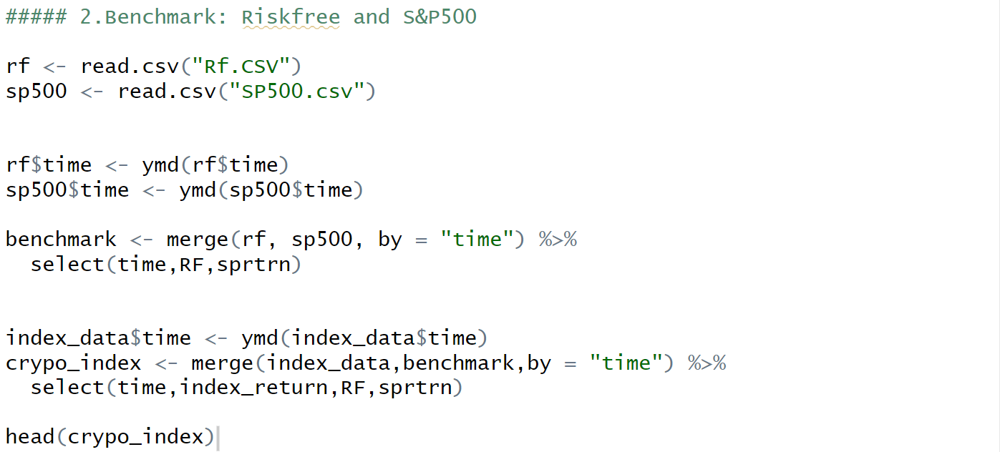 ##### 2.Benchmark: Riskfree and S&P500
rf <- read.csv("Rf.CSV")
sp500 <- read.csv("SP500.csv")
rf$time <- ymd(rf$time)
sp500$time <- ymd(sp500$time)
benchmark <- merge(rf, sp500, by = "time") %>%
  select(time,RF,sprtrn)
index_data$time <- ymd(index_data$time)
crypo_index <- merge(index_data,benchmark,by = "time") %>%
  select(time,index_return,RF,sprtrn)
head(crypo_index)